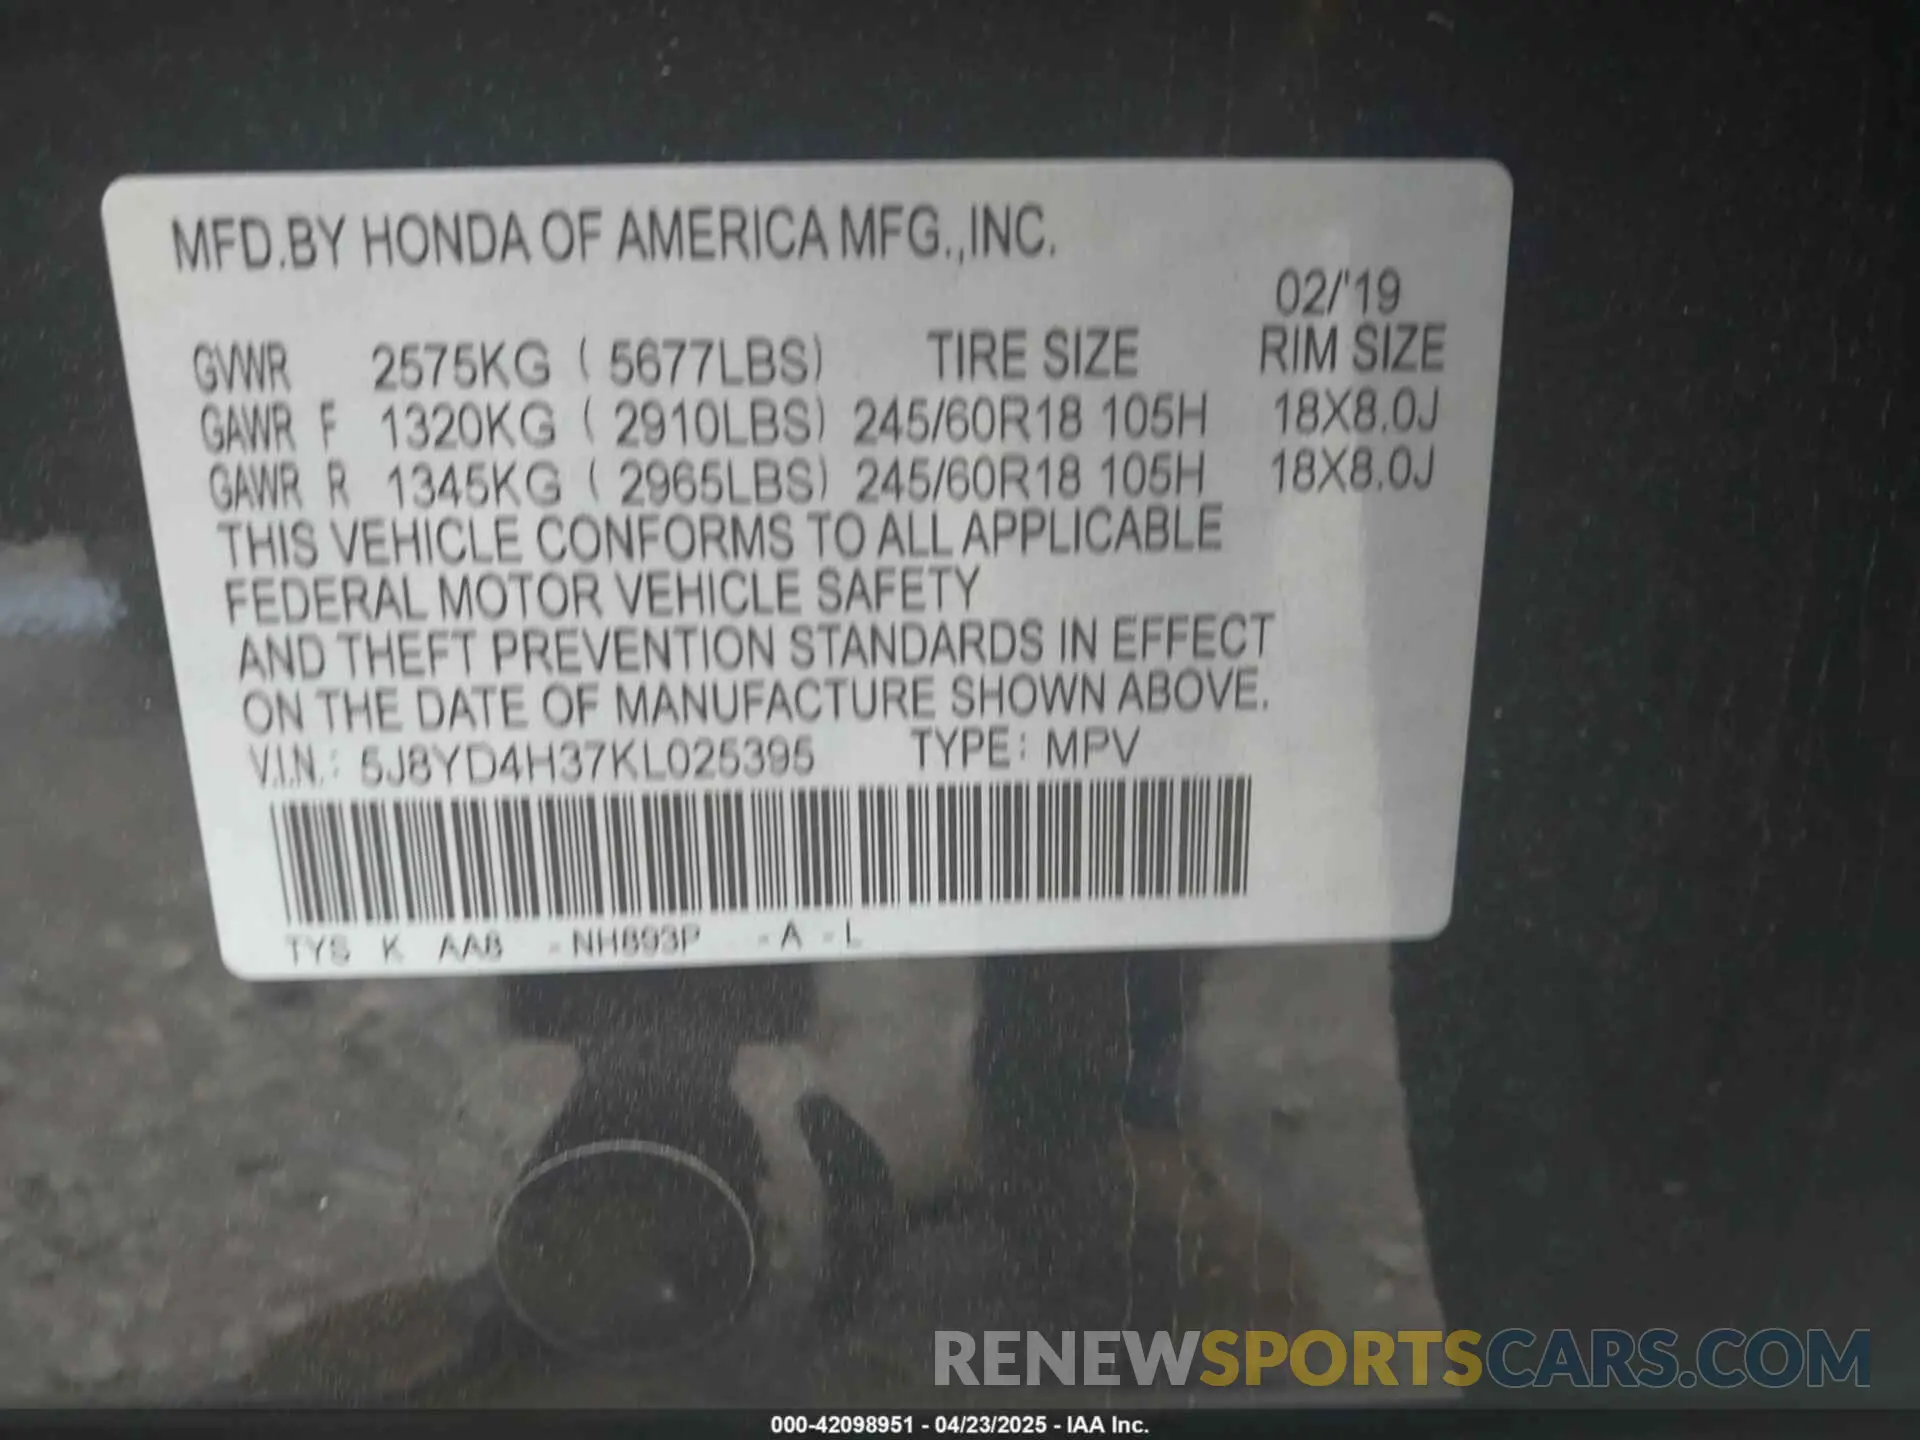 MFD.BY HONDA OF AMERICA MFG.,INC.
02/'19
GVWR 2575KG ( 5677LBS) TIRE SIZE RIM SIZE
GAWR F 1320KG ( 2910LBS) 245/60R18 105H 18X8.0J
GAWR R 1345KG ( 2965LBS) 245/60R18 105H 18X8.0J
THIS VEHICLE CONFORMS TO ALL APPLICABLE
FEDERAL MOTOR VEHICLE SAFETY
AND THEFT PREVENTION STANDARDS IN EFFECT
ON THE DATE OF MANUFACTURE SHOWN ABOVE.
V.I.N.: 5J8YD4H37KL025395 TYPE: MPV
TYS K AA8 -NH893P -A -L
RENEWSPORTSCARS.COM
000-42098951 - 04/23/2025 - IAA Inc.